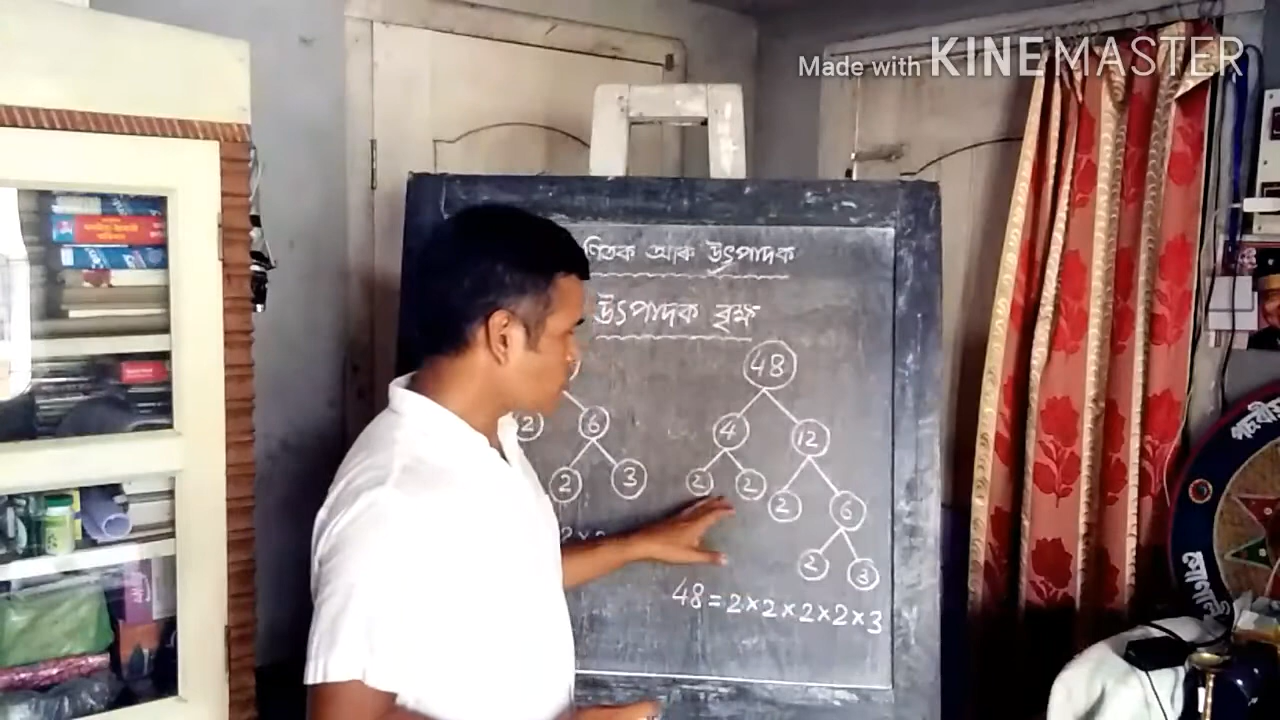 Made with KINEMASTER
আৰু উৎপাদক
উৎপাদক বৃক্ষ
48
2 6 4 12
2 3 2 2 2 6
2 3
48 = 2×2×2×2×3